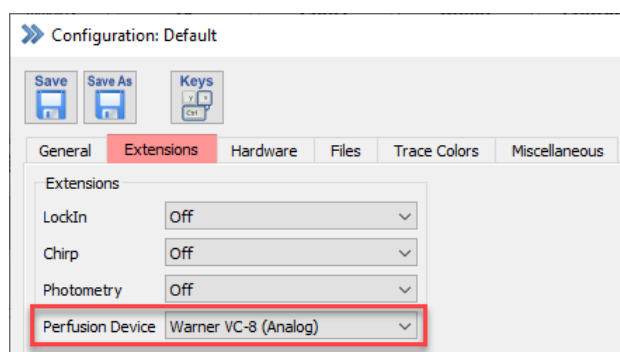 Configuration: Default
Save Save As Keys
Y X
Ctrl
General Extensions Hardware Files Trace Colors Miscellaneous
Extensions
LockIn Off
Chirp Off
Photometry Off
Perfusion Device Warner VC-8 (Analog)